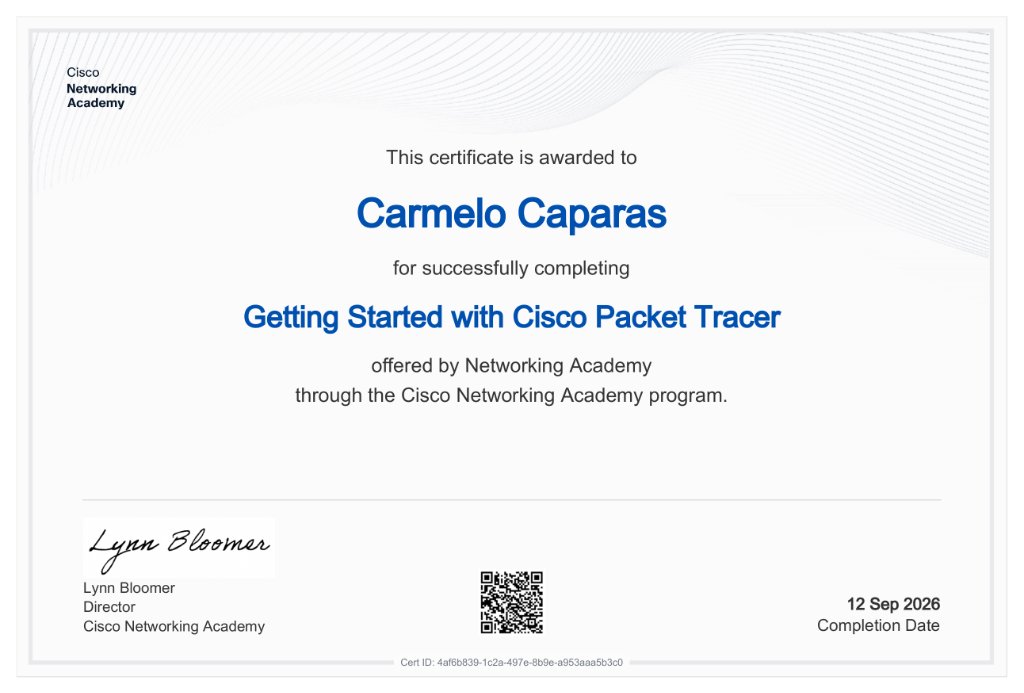 Cisco
Networking
Academy
This certificate is awarded to
Carmelo Caparas
for successfully completing
Getting Started with Cisco Packet Tracer
offered by Networking Academy
through the Cisco Networking Academy program.
Lynn Bloomer
Lynn Bloomer
Director
Cisco Networking Academy
12 Sep 2026
Completion Date
Cert ID: 4af6b839-1c2a-497e-8b9e-a953aaa5b3c0